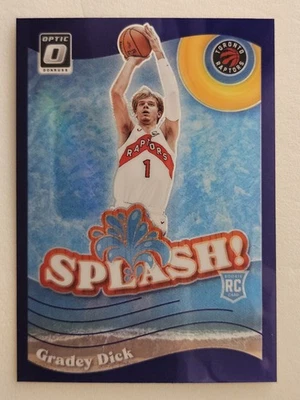 OPTIC
DONRUSS
TORONTO
RAPTORS
RAPTORS
1
SPLASH!
ROOKIE
RC
CARD
Gradey Dick